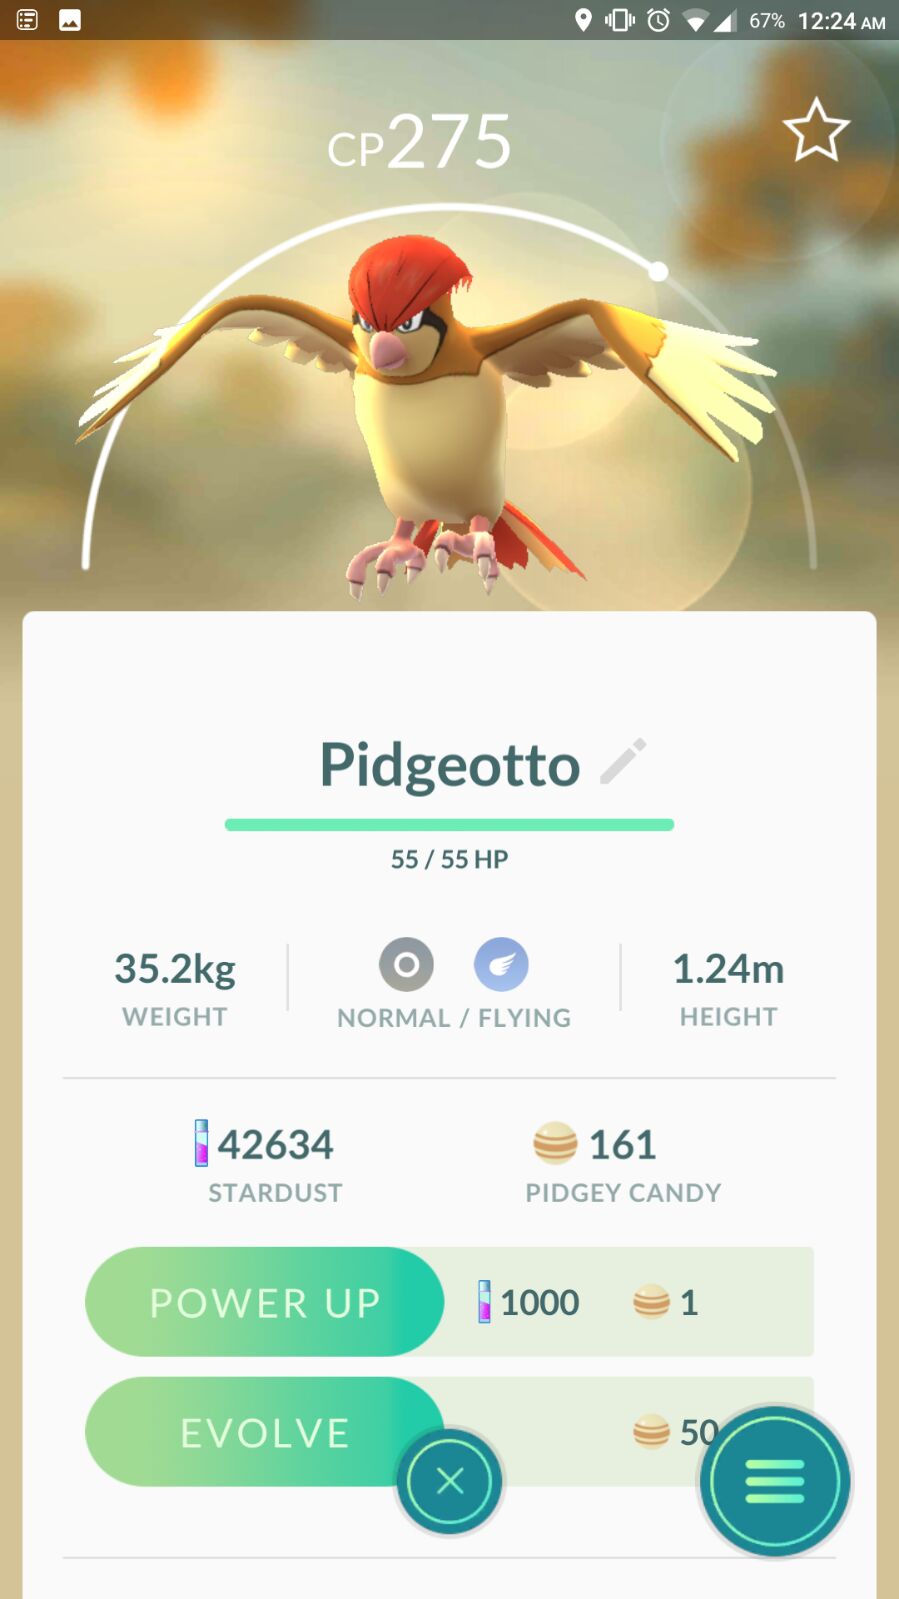 67% 12:24 AM
CP275
Pidgeotto
55 / 55 HP
35.2kg
WEIGHT
NORMAL / FLYING
1.24m
HEIGHT
42634
STARDUST
161
PIDGEY CANDY
POWER UP 1000 1
EVOLVE 50